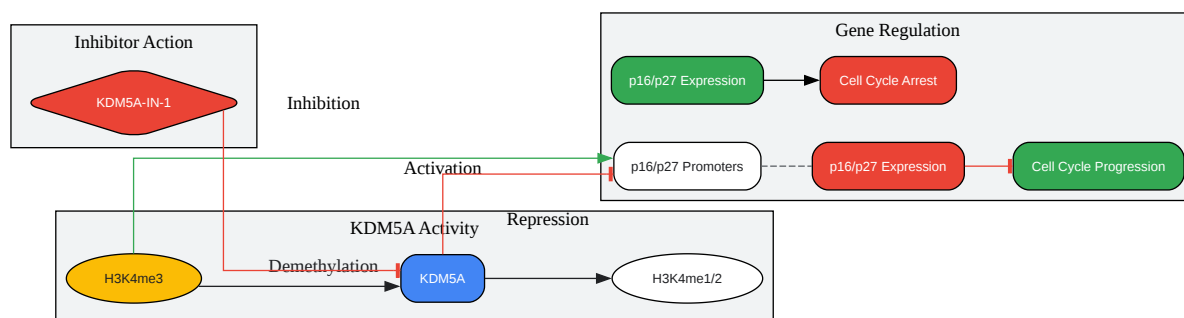 Inhibitor Action
KDM5A-IN-1
Inhibition
Gene Regulation
p16/p27 Expression
Cell Cycle Arrest
Activation
p16/p27 Promoters
p16/p27 Expression
Cell Cycle Progression
Repression
KDM5A Activity
Demethylation
H3K4me3
KDM5A
H3K4me1/2